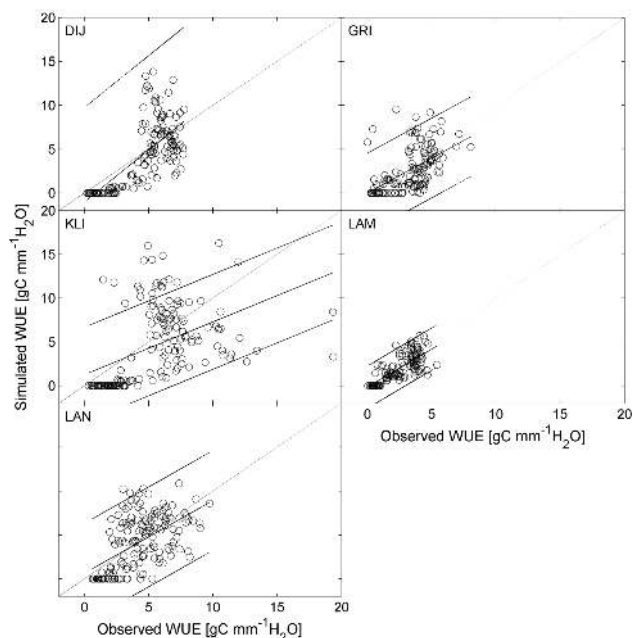 20
DIJ
GRI
15
10
5
0
20
KLI
LAM
15
10
5
0
0 5 10 15 20
Observed WUE [gC mm⁻¹H₂O]
LAN
Simulated WUE [gC mm⁻¹H₂O]
0 5 10 15 20
Observed WUE [gC mm⁻¹H₂O]